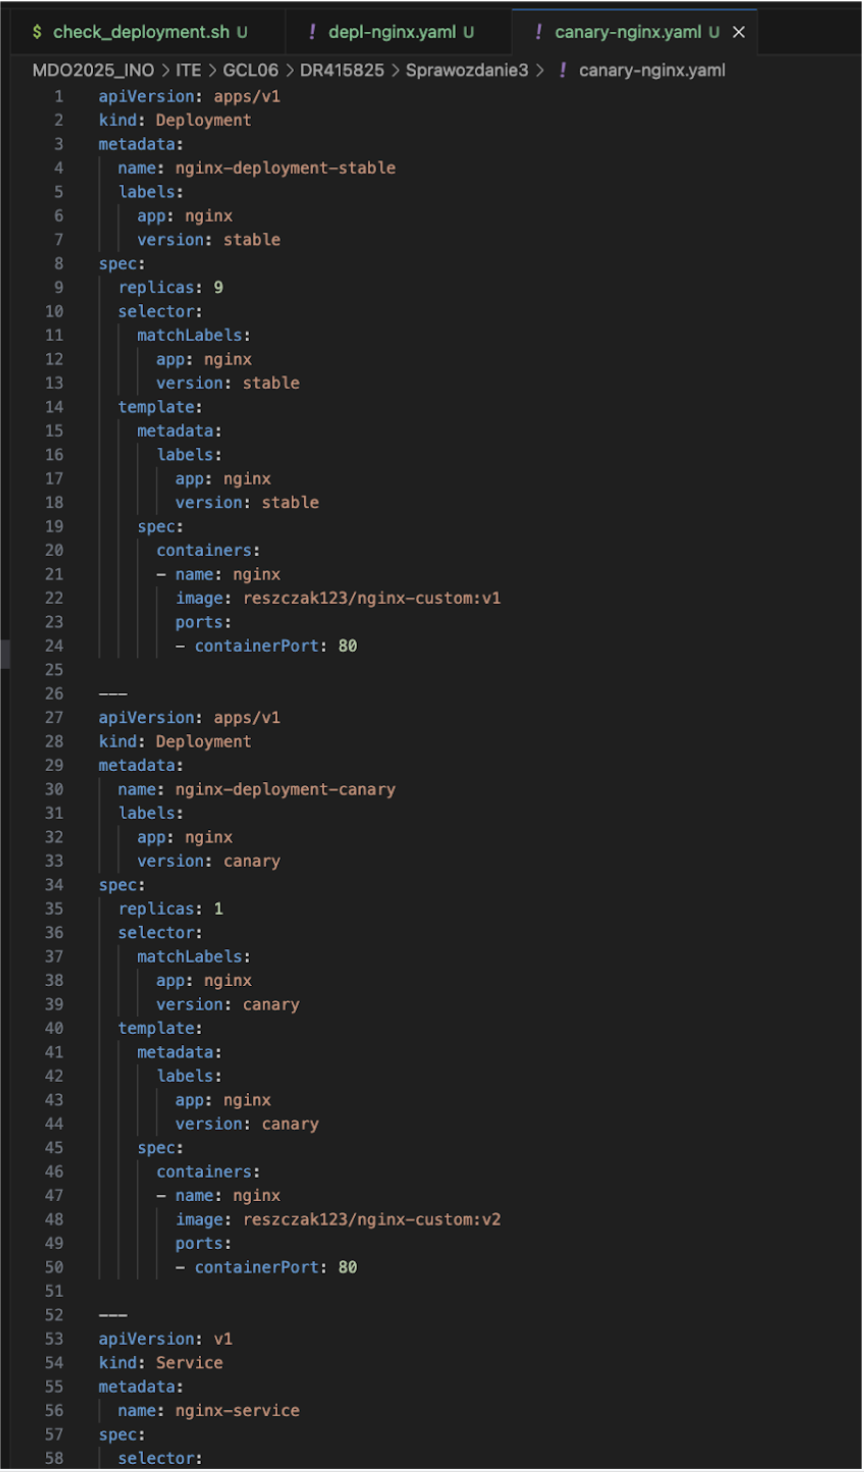 $ check_deployment.sh U ! depl-nginx.yaml U ! canary-nginx.yaml U ×
MDO2025_INO > ITE > GCL06 > DR415825 > Sprawozdanie3 > ! canary-nginx.yaml
1 apiVersion: apps/v1
2 kind: Deployment
3 metadata:
4   name: nginx-deployment-stable
5   labels:
6     app: nginx
7     version: stable
8 spec:
9   replicas: 9
10   selector:
11     matchLabels:
12       app: nginx
13       version: stable
14   template:
15     metadata:
16       labels:
17         app: nginx
18         version: stable
19     spec:
20       containers:
21       - name: nginx
22         image: reszczak123/nginx-custom:v1
23         ports:
24         - containerPort: 80
25
26 ---
27 apiVersion: apps/v1
28 kind: Deployment
29 metadata:
30   name: nginx-deployment-canary
31   labels:
32     app: nginx
33     version: canary
34 spec:
35   replicas: 1
36   selector:
37     matchLabels:
38       app: nginx
39       version: canary
40   template:
41     metadata:
42       labels:
43         app: nginx
44         version: canary
45     spec:
46       containers:
47       - name: nginx
48         image: reszczak123/nginx-custom:v2
49         ports:
50         - containerPort: 80
51
52 ---
53 apiVersion: v1
54 kind: Service
55 metadata:
56   name: nginx-service
57 spec:
58   selector: